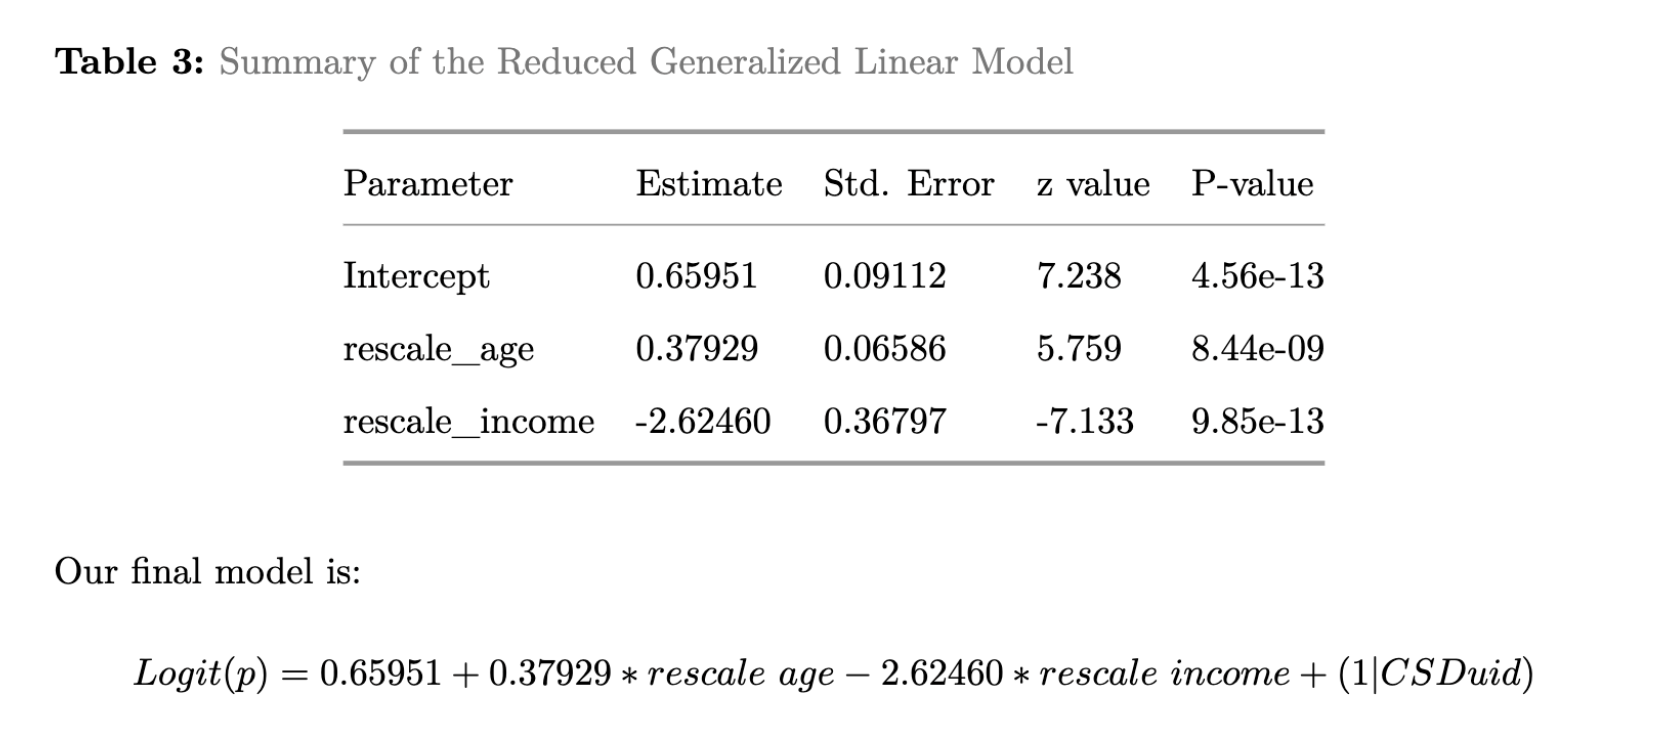 Table 3: Summary of the Reduced Generalized Linear Model
Parameter Estimate Std. Error z value P-value
Intercept 0.65951 0.09112 7.238 4.56e-13
rescale_age 0.37929 0.06586 5.759 8.44e-09
rescale_income -2.62460 0.36797 -7.133 9.85e-13
Our final model is:
Logit(p) = 0.65951 + 0.37929 * rescale age − 2.62460 * rescale income + (1|CSDuid)